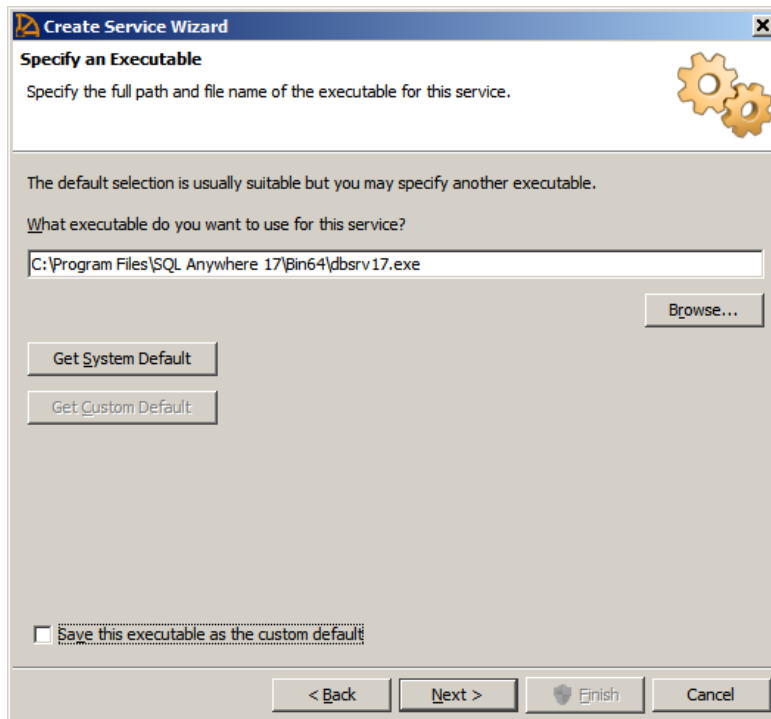 Create Service Wizard
Specify an Executable
Specify the full path and file name of the executable for this service.
The default selection is usually suitable but you may specify another executable.
What executable do you want to use for this service?
C:\Program Files\SQL Anywhere 17\Bin64\dbsrv17.exe
Browse...
Get System Default
Get Custom Default
Save this executable as the custom default
< Back Next > Finish Cancel